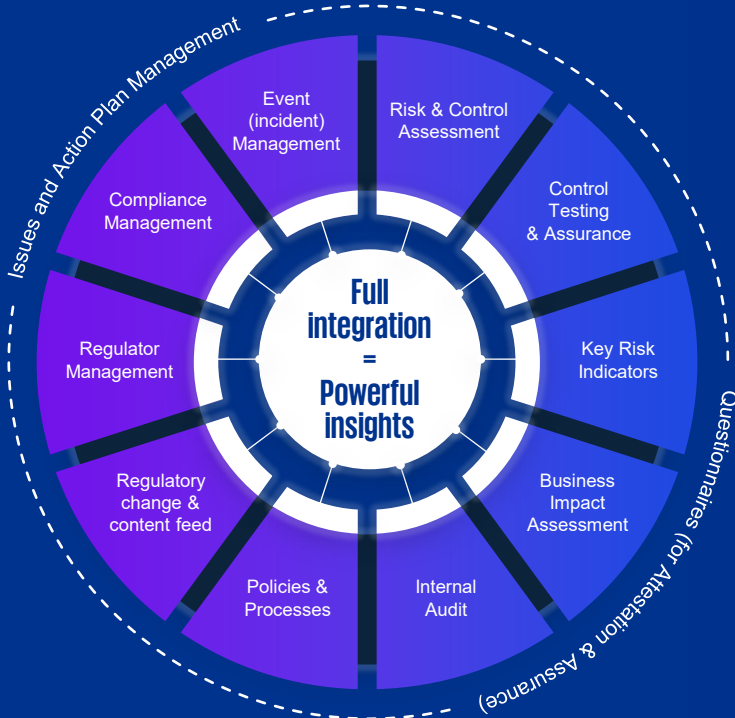 Issues and Action Plan Management
Event
(incident)
Management
Risk & Control
Assessment
Control
Testing
& Assurance
Key Risk
Indicators
Business
Impact
Assessment
Internal
Audit
Policies &
Processes
Regulatory
change &
content feed
Regulator
Management
Compliance
Management
Full
integration
=
Powerful
insights
Questionnaires (for Attestation & Assurance)